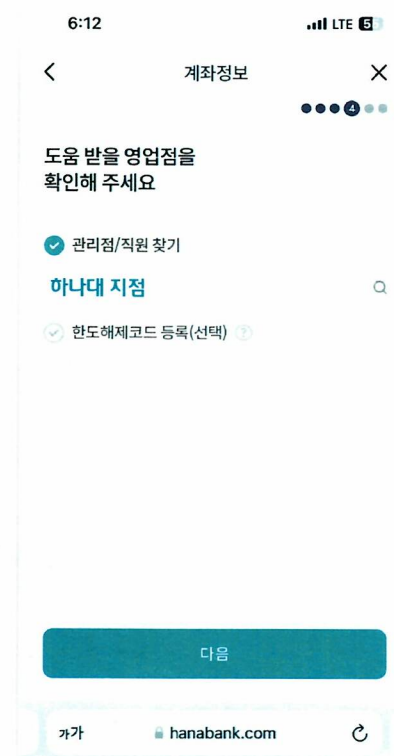 6:12
LTE 5
계좌정보
4
도움 받을 영업점을
확인해 주세요
관리점/직원 찾기
하나대 지점
한도해제코드 등록(선택) ?
다음
가가
hanabank.com